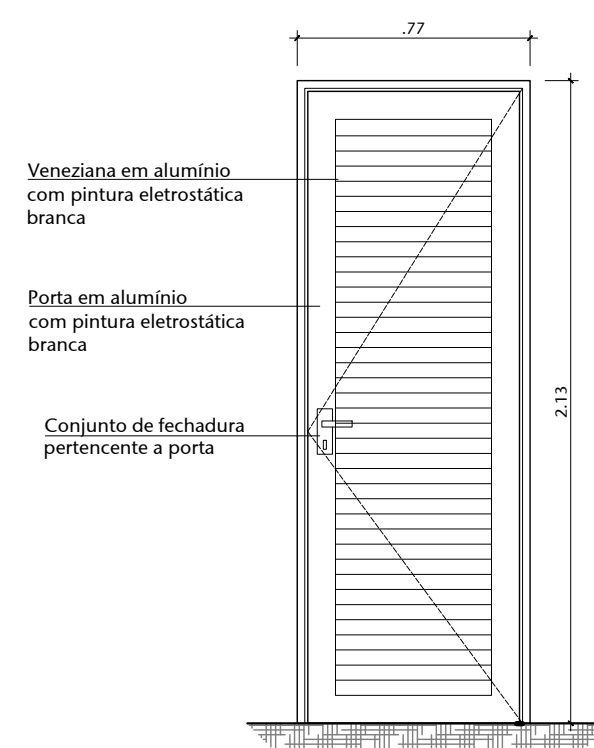 .77
Veneziana em alumínio
com pintura eletrostática
branca
Porta em alumínio
com pintura eletrostática
branca
2.13
Conjunto de fechadura
pertencente a porta